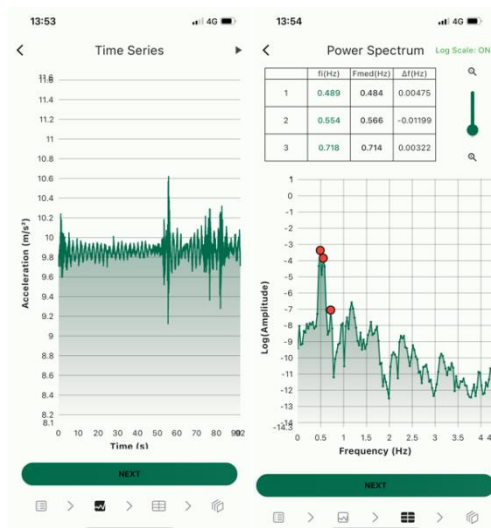 13:53
4G
Time Series
11.6
11.4
11.2
11
10.8
10.6
10.4
10.2
10
9.8
9.6
9.4
9.2
9
8.8
8.6
8.4
8.2
8.1
Acceleration (m/s²)
0 10 20 30 40 50 60 70 80
Time (s)
NEXT
13:54
4G
Power Spectrum
Log Scale: ON
fi(Hz) Fmed(Hz) Δf(Hz)
1 0.489 0.484 0.00475
2 0.554 0.566 -0.01199
3 0.718 0.714 0.00322
1
0
-1
-2
-3
-4
-5
-6
-7
-8
-9
-10
-11
-12
-13
-14
-14.3
Log(Amplitude)
0 0.5 1 1.5 2 2.5 3 3.5 4
Frequency (Hz)
NEXT